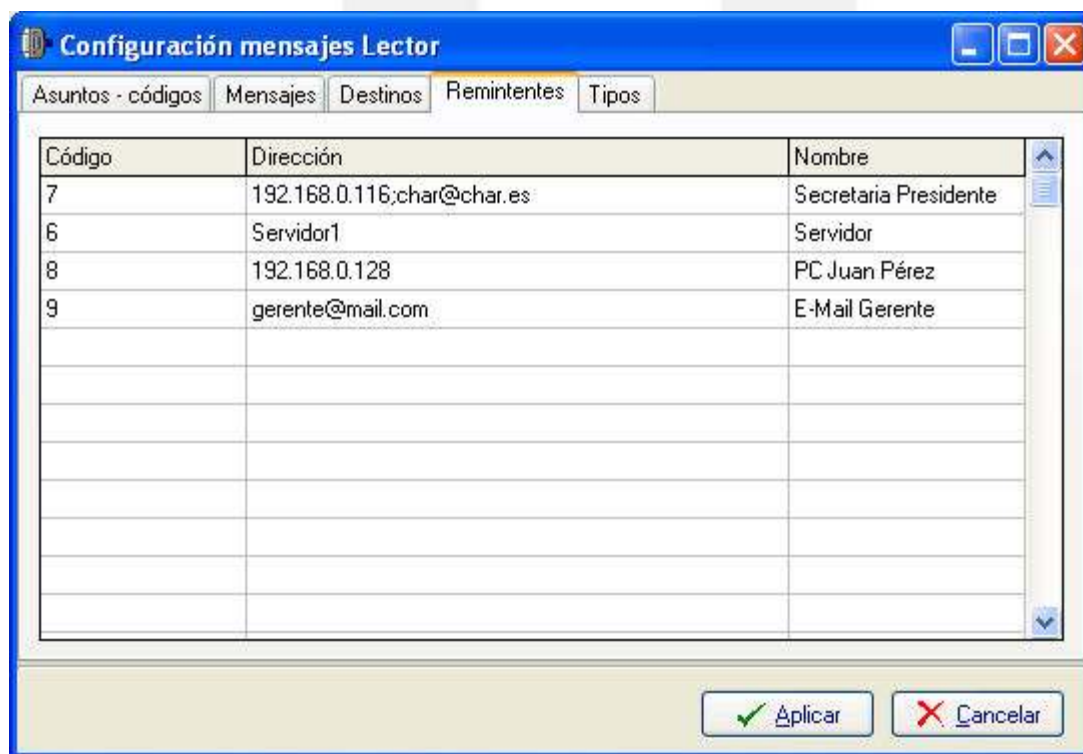 Configuración mensajes Lector
Asuntos - códigos Mensajes Destinos Remintentes Tipos
Código Dirección Nombre
7 192.168.0.116;char@char.es Secretaria Presidente
6 Servidor1 Servidor
8 192.168.0.128 PC Juan Pérez
9 gerente@mail.com E-Mail Gerente
Aplicar Cancelar